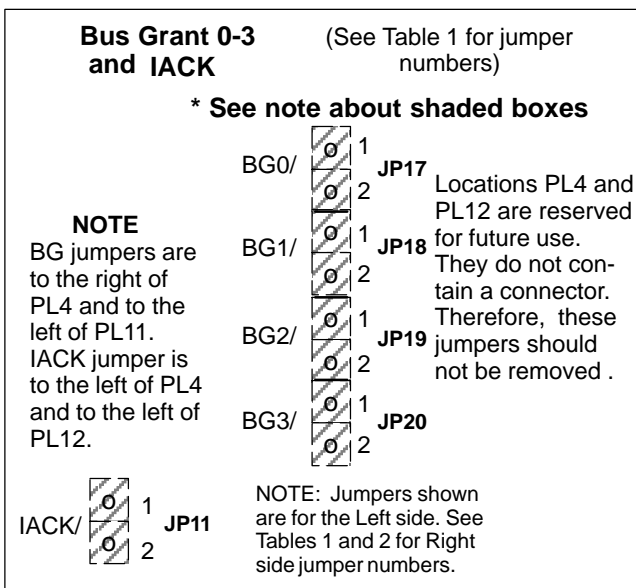 Bus Grant 0-3
and IACK
(See Table 1 for jumper
numbers)
* See note about shaded boxes
BG0/ o 1
JP17
o 2
BG1/ o 1
JP18
o 2
BG2/ o 1
JP19
o 2
BG3/ o 1
JP20
o 2
Locations PL4 and
PL12 are reserved
for future use.
They do not con-
tain a connector.
Therefore, these
jumpers should
not be removed .
NOTE
BG jumpers are
to the right of
PL4 and to the
left of PL11.
IACK jumper is
to the left of PL4
and to the left of
PL12.
IACK/ o 1
JP11
o 2
NOTE: Jumpers shown
are for the Left side. See
Tables 1 and 2 for Right
side jumper numbers.